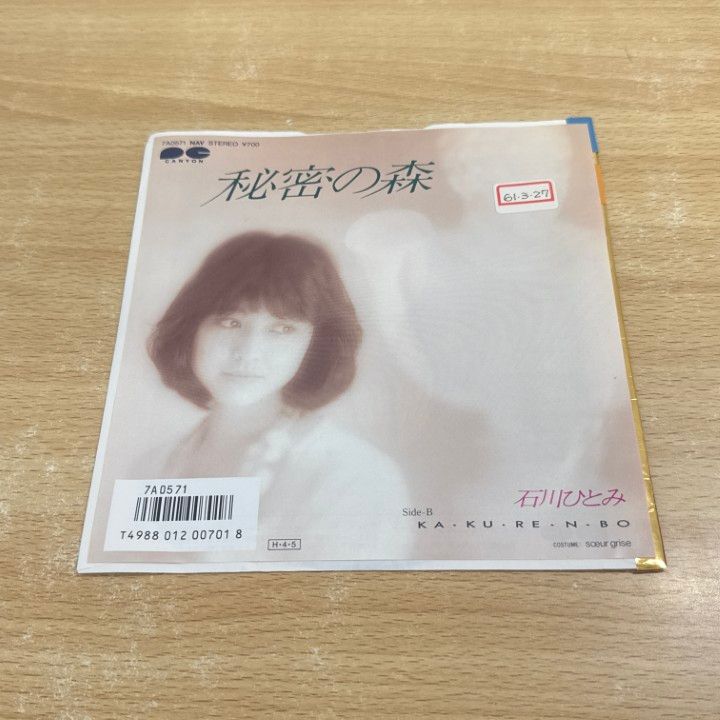 7A0571 NAV STEREO ¥700
PC
CANYON
秘密の森
61-3-27
7A0571
T4988 012 00701 8
H・4・5
石川ひとみ
Side-B
KA・KU・RE・N・BO
COSTUME: sœur grise